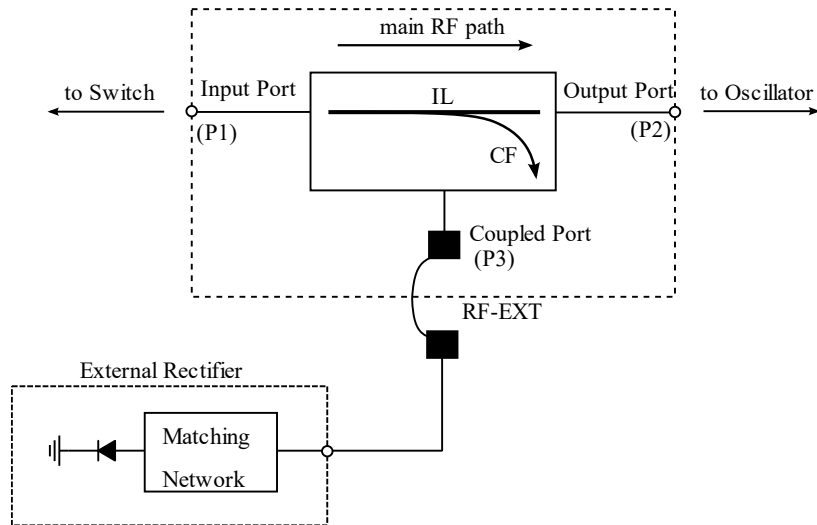 main RF path
to Switch
Input Port
IL
Output Port
to Oscillator
(P1)
(P2)
CF
Coupled Port
(P3)
RF-EXT
External Rectifier
Matching
Network